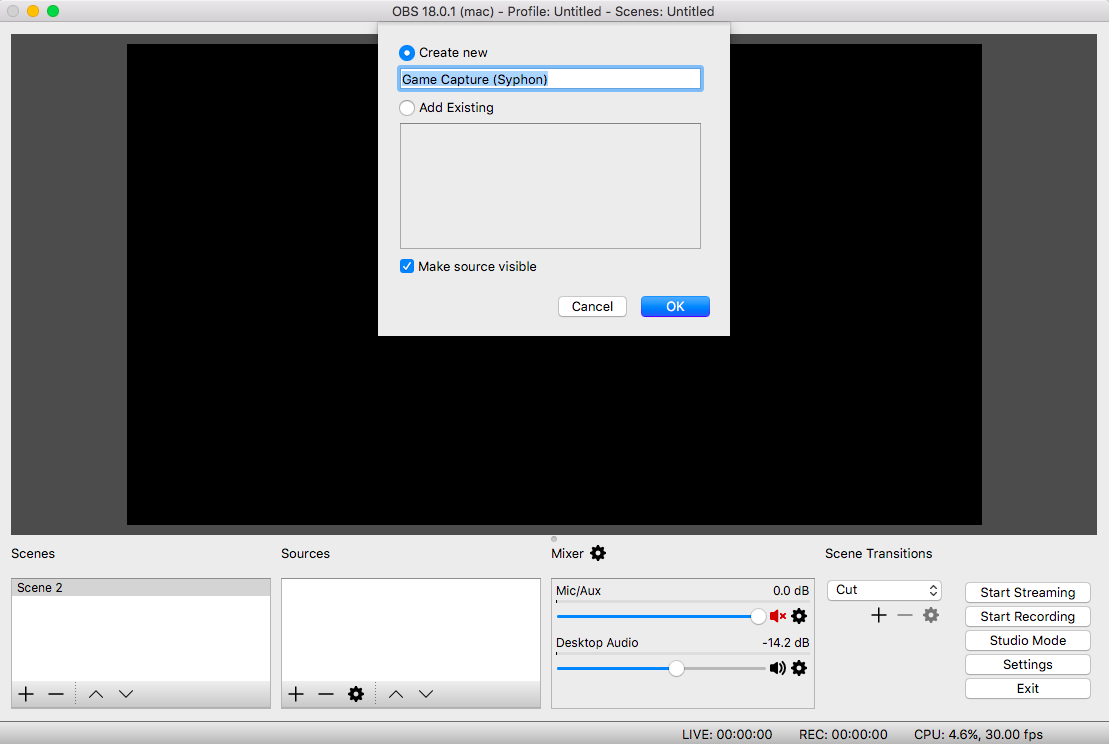 OBS 18.0.1 (mac) - Profile: Untitled - Scenes: Untitled
Create new
Game Capture (Syphon)
Add Existing
Make source visible
Cancel
OK
Scenes
Sources
Mixer
Scene Transitions
Scene 2
Mic/Aux
0.0 dB
Desktop Audio
-14.2 dB
Cut
Start Streaming
Start Recording
Studio Mode
Settings
Exit
LIVE: 00:00:00
REC: 00:00:00
CPU: 4.6%, 30.00 fps